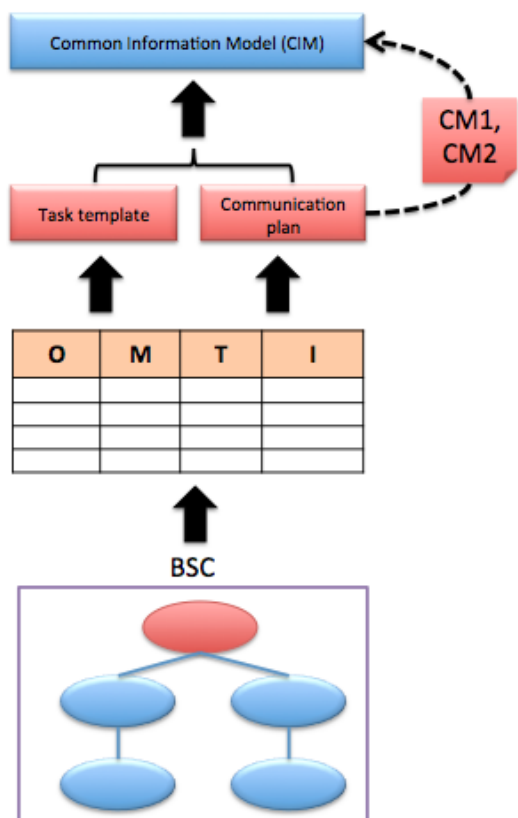 Common Information Model (CIM)
CM1,
CM2
Task template
Communication
plan
O M T I
BSC